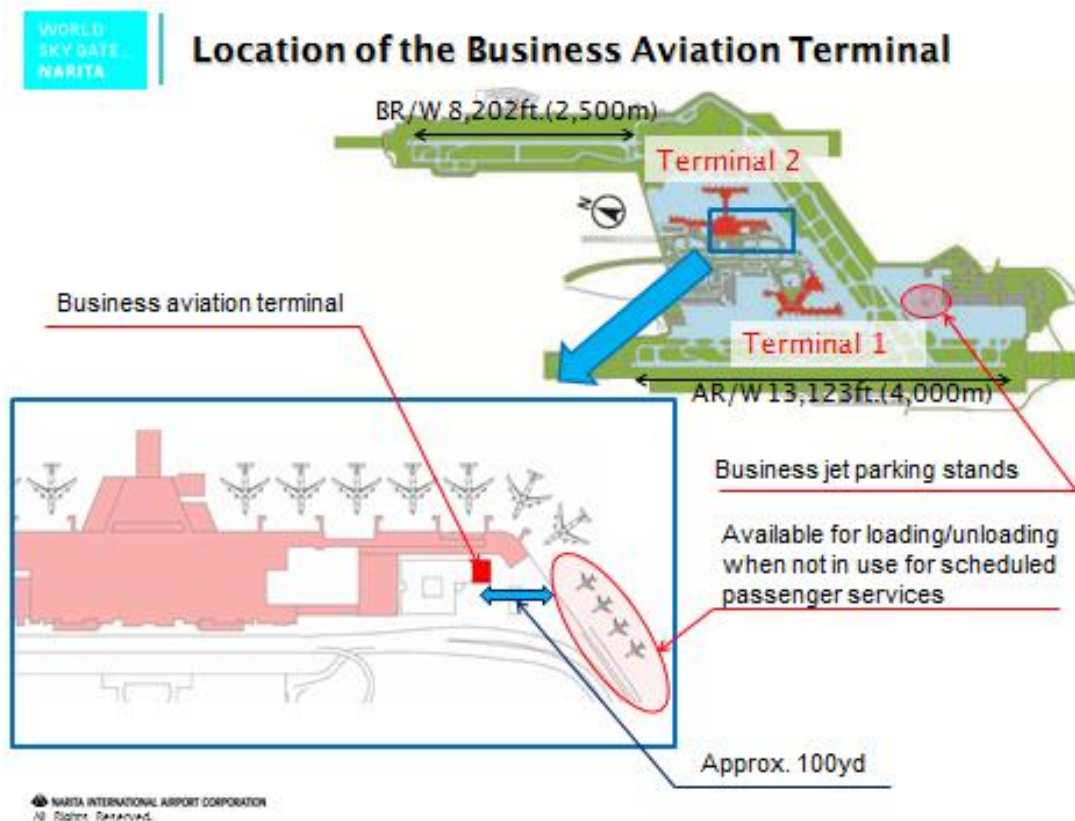 WORLD
SKY GATE_
NARITA
Location of the Business Aviation Terminal
BR/W 8,202ft.(2,500m)
Terminal 2
N
Business aviation terminal
Terminal 1
AR/W 13,123ft.(4,000m)
Business jet parking stands
Available for loading/unloading
when not in use for scheduled
passenger services
Approx. 100yd
NARITA INTERNATIONAL AIRPORT CORPORATION
All Rights Reserved.